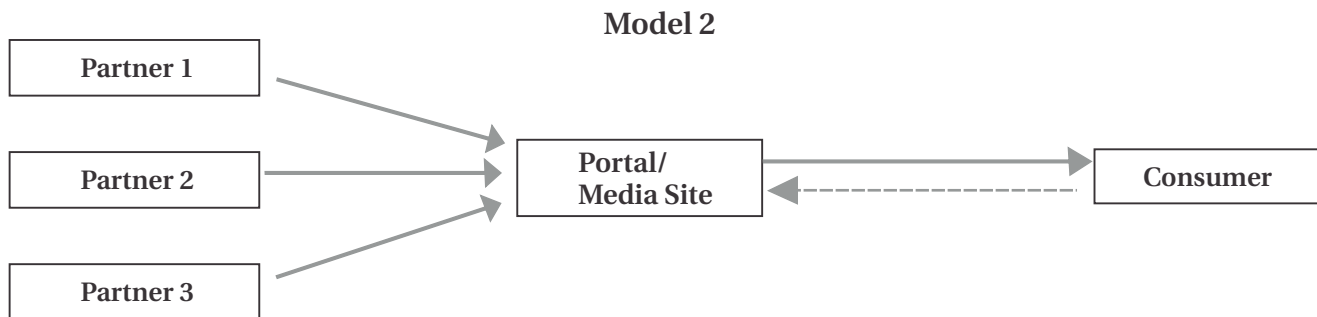 Model 2
Partner 1
Partner 2
Partner 3
Portal/
Media Site
Consumer